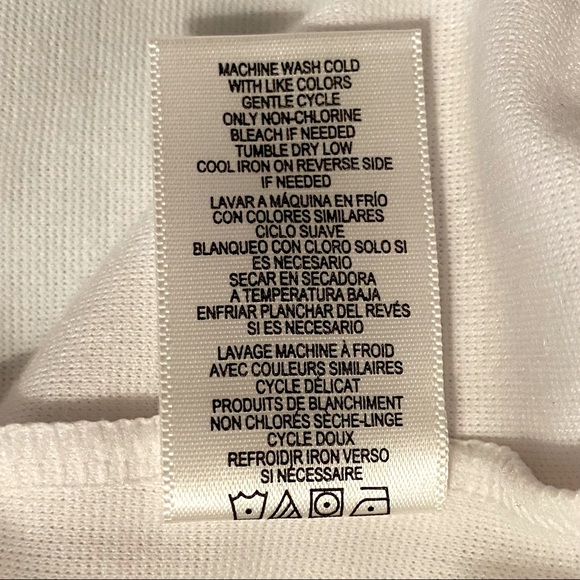 MACHINE WASH COLD
WITH LIKE COLORS
GENTLE CYCLE
ONLY NON-CHLORINE
BLEACH IF NEEDED
TUMBLE DRY LOW
COOL IRON ON REVERSE SIDE
IF NEEDED
LAVAR A MÁQUINA EN FRÍO
CON COLORES SIMILARES
CICLO SUAVE
BLANQUEO CON CLORO SOLO SI
ES NECESARIO
SECAR EN SECADORA
A TEMPERATURA BAJA
ENFRIAR PLANCHAR DEL REVÉS
SI ES NECESARIO
LAVAGE MACHINE À FROID
AVEC COULEURS SIMILAIRES
CYCLE DÉLICAT
PRODUITS DE BLANCHIMENT
NON CHLORÉS SÈCHE-LINGE
CYCLE DOUX
REFROIDIR IRON VERSO
SI NÉCESSAIRE